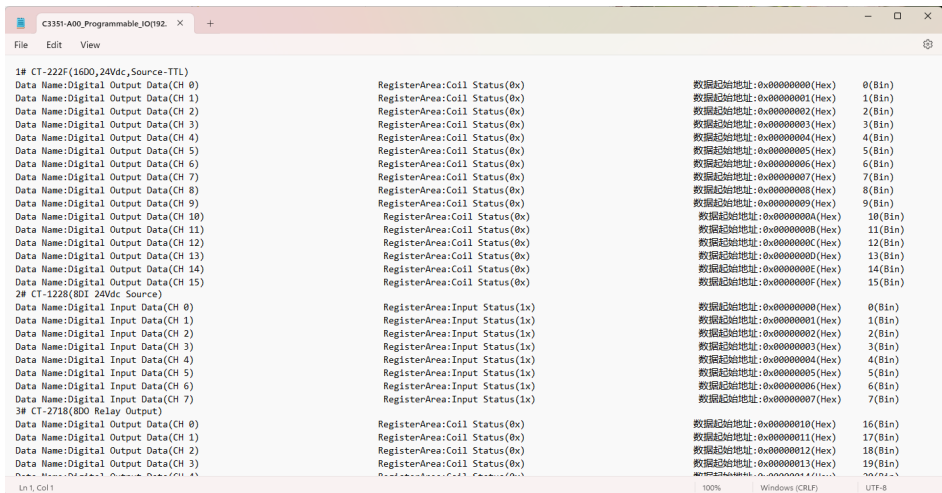 C3351-A00_Programmable_IO(192.
File Edit View
1# CT-222F(16DO,24Vdc,Source-TTL)
Data Name:Digital Output Data(CH 0) RegisterArea:Coil Status(0x) 数据起始地址:0x00000000(Hex) 0(Bin)
Data Name:Digital Output Data(CH 1) RegisterArea:Coil Status(0x) 数据起始地址:0x00000001(Hex) 1(Bin)
Data Name:Digital Output Data(CH 2) RegisterArea:Coil Status(0x) 数据起始地址:0x00000002(Hex) 2(Bin)
Data Name:Digital Output Data(CH 3) RegisterArea:Coil Status(0x) 数据起始地址:0x00000003(Hex) 3(Bin)
Data Name:Digital Output Data(CH 4) RegisterArea:Coil Status(0x) 数据起始地址:0x00000004(Hex) 4(Bin)
Data Name:Digital Output Data(CH 5) RegisterArea:Coil Status(0x) 数据起始地址:0x00000005(Hex) 5(Bin)
Data Name:Digital Output Data(CH 6) RegisterArea:Coil Status(0x) 数据起始地址:0x00000006(Hex) 6(Bin)
Data Name:Digital Output Data(CH 7) RegisterArea:Coil Status(0x) 数据起始地址:0x00000007(Hex) 7(Bin)
Data Name:Digital Output Data(CH 8) RegisterArea:Coil Status(0x) 数据起始地址:0x00000008(Hex) 8(Bin)
Data Name:Digital Output Data(CH 9) RegisterArea:Coil Status(0x) 数据起始地址:0x00000009(Hex) 9(Bin)
Data Name:Digital Output Data(CH 10) RegisterArea:Coil Status(0x) 数据起始地址:0x0000000A(Hex) 10(Bin)
Data Name:Digital Output Data(CH 11) RegisterArea:Coil Status(0x) 数据起始地址:0x0000000B(Hex) 11(Bin)
Data Name:Digital Output Data(CH 12) RegisterArea:Coil Status(0x) 数据起始地址:0x0000000C(Hex) 12(Bin)
Data Name:Digital Output Data(CH 13) RegisterArea:Coil Status(0x) 数据起始地址:0x0000000D(Hex) 13(Bin)
Data Name:Digital Output Data(CH 14) RegisterArea:Coil Status(0x) 数据起始地址:0x0000000E(Hex) 14(Bin)
Data Name:Digital Output Data(CH 15) RegisterArea:Coil Status(0x) 数据起始地址:0x0000000F(Hex) 15(Bin)
2# CT-1228(8DI 24Vdc Source)
Data Name:Digital Input Data(CH 0) RegisterArea:Input Status(1x) 数据起始地址:0x00000000(Hex) 0(Bin)
Data Name:Digital Input Data(CH 1) RegisterArea:Input Status(1x) 数据起始地址:0x00000001(Hex) 1(Bin)
Data Name:Digital Input Data(CH 2) RegisterArea:Input Status(1x) 数据起始地址:0x00000002(Hex) 2(Bin)
Data Name:Digital Input Data(CH 3) RegisterArea:Input Status(1x) 数据起始地址:0x00000003(Hex) 3(Bin)
Data Name:Digital Input Data(CH 4) RegisterArea:Input Status(1x) 数据起始地址:0x00000004(Hex) 4(Bin)
Data Name:Digital Input Data(CH 5) RegisterArea:Input Status(1x) 数据起始地址:0x00000005(Hex) 5(Bin)
Data Name:Digital Input Data(CH 6) RegisterArea:Input Status(1x) 数据起始地址:0x00000006(Hex) 6(Bin)
Data Name:Digital Input Data(CH 7) RegisterArea:Input Status(1x) 数据起始地址:0x00000007(Hex) 7(Bin)
3# CT-2718(8DO Relay Output)
Data Name:Digital Output Data(CH 0) RegisterArea:Coil Status(0x) 数据起始地址:0x00000010(Hex) 16(Bin)
Data Name:Digital Output Data(CH 1) RegisterArea:Coil Status(0x) 数据起始地址:0x00000011(Hex) 17(Bin)
Data Name:Digital Output Data(CH 2) RegisterArea:Coil Status(0x) 数据起始地址:0x00000012(Hex) 18(Bin)
Data Name:Digital Output Data(CH 3) RegisterArea:Coil Status(0x) 数据起始地址:0x00000013(Hex) 19(Bin)
Ln 1, Col 1 100% Windows (CRLF) UTF-8